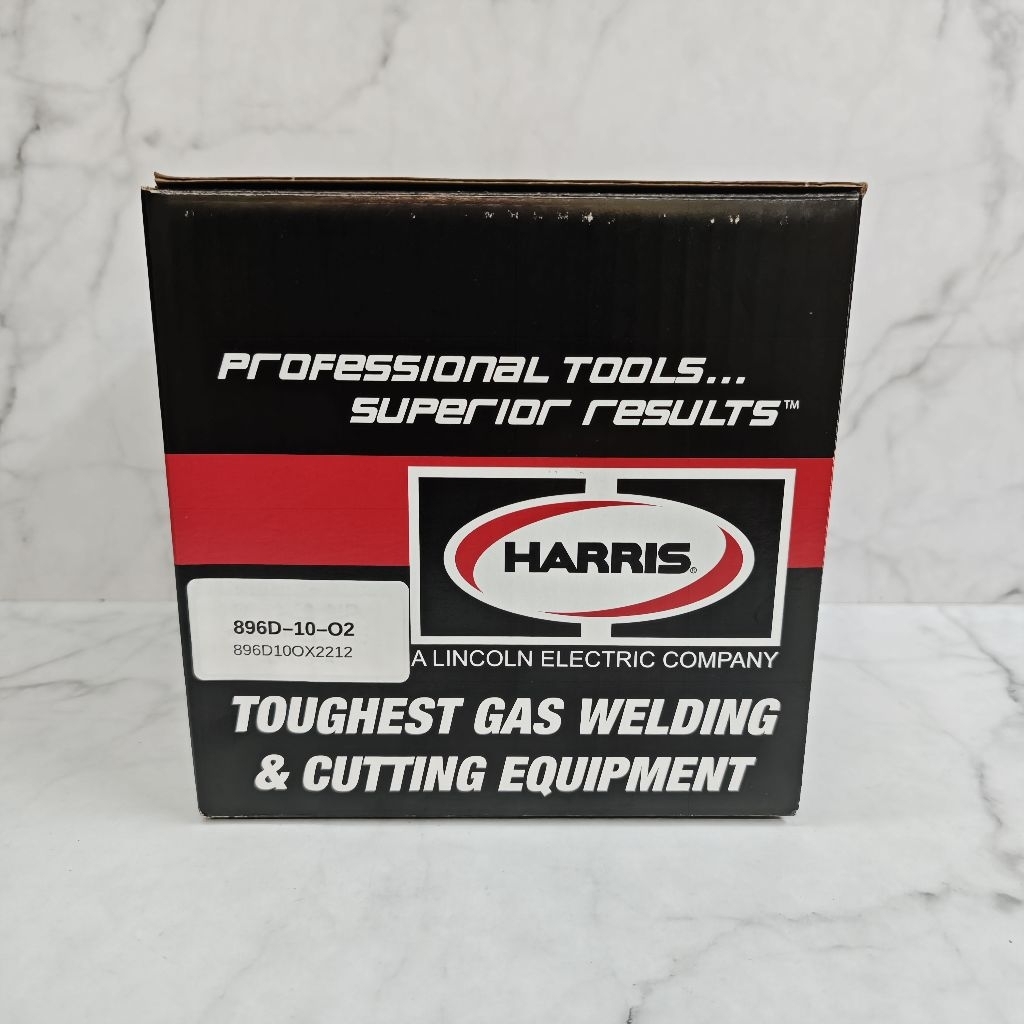 PROFESSIONAL TOOLS...
SUPERIOR RESULTS™
HARRIS®
896D–10–O2
896D10OX2212
A LINCOLN ELECTRIC COMPANY
TOUGHEST GAS WELDING
& CUTTING EQUIPMENT